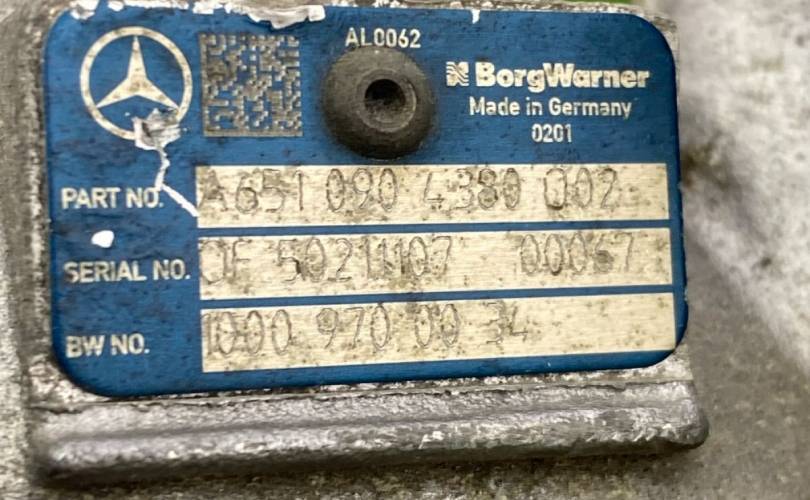 AL0062
BorgWarner
Made in Germany
0201
PART NO. A651 090 4380 002
SERIAL NO. OF 50211107 00067
BW NO. 1000 970 00 34